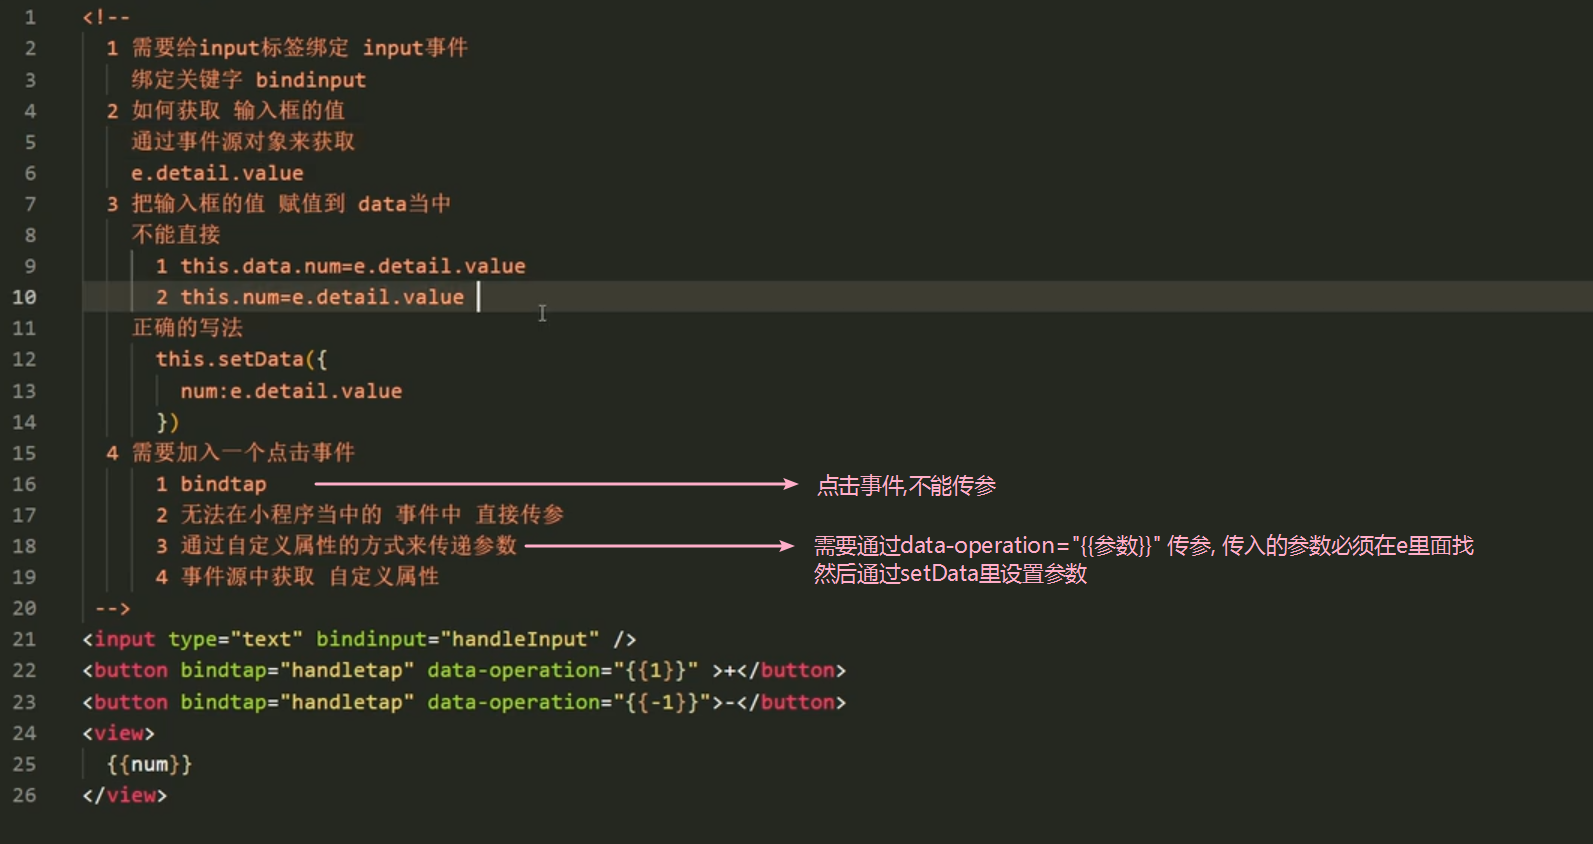 1 <!--
2 1 需要给input标签绑定 input事件
3 绑定关键字 bindinput
4 2 如何获取 输入框的值
5 通过事件源对象来获取
6 e.detail.value
7 3 把输入框的值 赋值到 data当中
8 不能直接
9 1 this.data.num=e.detail.value
10 2 this.num=e.detail.value
11 正确的写法
12 this.setData({
13 num:e.detail.value
14 })
15 4 需要加入一个点击事件
16 1 bindtap 点击事件,不能传参
17 2 无法在小程序当中的 事件中 直接传参
18 3 通过自定义属性的方式来传递参数 需要通过data-operation="{{参数}}" 传参, 传入的参数必须在e里面找
然后通过setData里设置参数
19 4 事件源中获取 自定义属性
20 -->
21 <input type="text" bindinput="handleInput" />
22 <button bindtap="handletap" data-operation="{{1}}" >+</button>
23 <button bindtap="handletap" data-operation="{{-1}}">-</button>
24 <view>
25 {{num}}
26 </view>